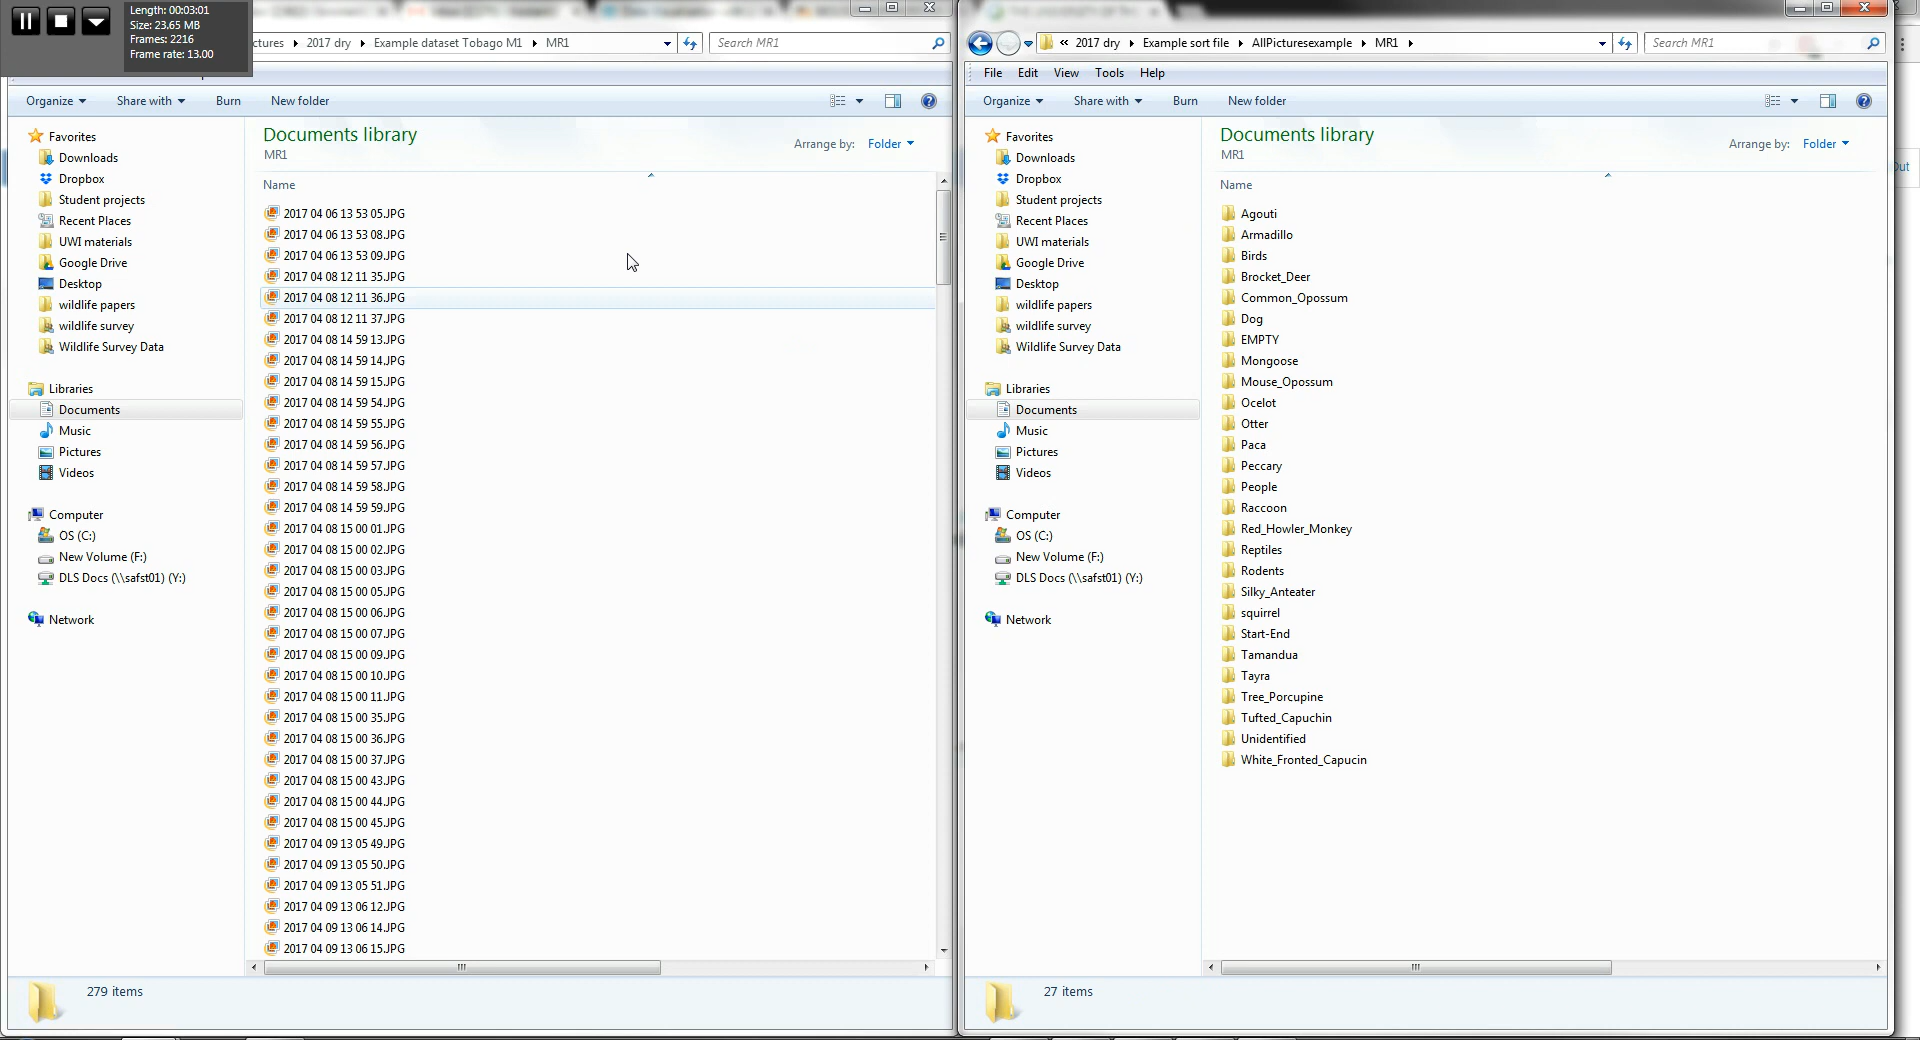 Length: 00:03:01
Size: 23.65 MB
Frames: 2216
Frame rate: 13.00
2017 dry Example dataset Tobago M1 MR1
Search MR1
Organize Share with Burn New folder
Favorites
Downloads
Dropbox
Student projects
Recent Places
UWI materials
Google Drive
Desktop
wildlife papers
wildlife survey
Wildlife Survey Data
Libraries
Documents
Music
Pictures
Videos
Computer
OS (C:)
New Volume (F:)
DLS Docs (\\safst01) (Y:)
Network
Documents library
MR1
Arrange by: Folder
Name
2017 04 06 13 53 05.JPG
2017 04 06 13 53 08.JPG
2017 04 06 13 53 09.JPG
2017 04 08 12 11 35.JPG
2017 04 08 12 11 36.JPG
2017 04 08 12 11 37.JPG
2017 04 08 14 59 13.JPG
2017 04 08 14 59 14.JPG
2017 04 08 14 59 15.JPG
2017 04 08 14 59 54.JPG
2017 04 08 14 59 55.JPG
2017 04 08 14 59 56.JPG
2017 04 08 14 59 57.JPG
2017 04 08 14 59 58.JPG
2017 04 08 14 59 59.JPG
2017 04 08 15 00 01.JPG
2017 04 08 15 00 02.JPG
2017 04 08 15 00 03.JPG
2017 04 08 15 00 05.JPG
2017 04 08 15 00 06.JPG
2017 04 08 15 00 07.JPG
2017 04 08 15 00 09.JPG
2017 04 08 15 00 10.JPG
2017 04 08 15 00 11.JPG
2017 04 08 15 00 35.JPG
2017 04 08 15 00 36.JPG
2017 04 08 15 00 37.JPG
2017 04 08 15 00 43.JPG
2017 04 08 15 00 44.JPG
2017 04 08 15 00 45.JPG
2017 04 09 13 05 49.JPG
2017 04 09 13 05 50.JPG
2017 04 09 13 05 51.JPG
2017 04 09 13 06 12.JPG
2017 04 09 13 06 14.JPG
2017 04 09 13 06 15.JPG
279 items
« 2017 dry Example sort file AllPicturesexample MR1
Search MR1
File Edit View Tools Help
Organize Share with Burn New folder
Favorites
Downloads
Dropbox
Student projects
Recent Places
UWI materials
Google Drive
Desktop
wildlife papers
wildlife survey
Wildlife Survey Data
Libraries
Documents
Music
Pictures
Videos
Computer
OS (C:)
New Volume (F:)
DLS Docs (\\safst01) (Y:)
Network
Documents library
MR1
Arrange by: Folder
Name
Agouti
Armadillo
Birds
Brocket_Deer
Common_Opossum
Dog
EMPTY
Mongoose
Mouse_Opossum
Ocelot
Otter
Paca
Peccary
People
Raccoon
Red_Howler_Monkey
Reptiles
Rodents
Silky_Anteater
squirrel
Start-End
Tamandua
Tayra
Tree_Porcupine
Tufted_Capuchin
Unidentified
White_Fronted_Capucin
27 items